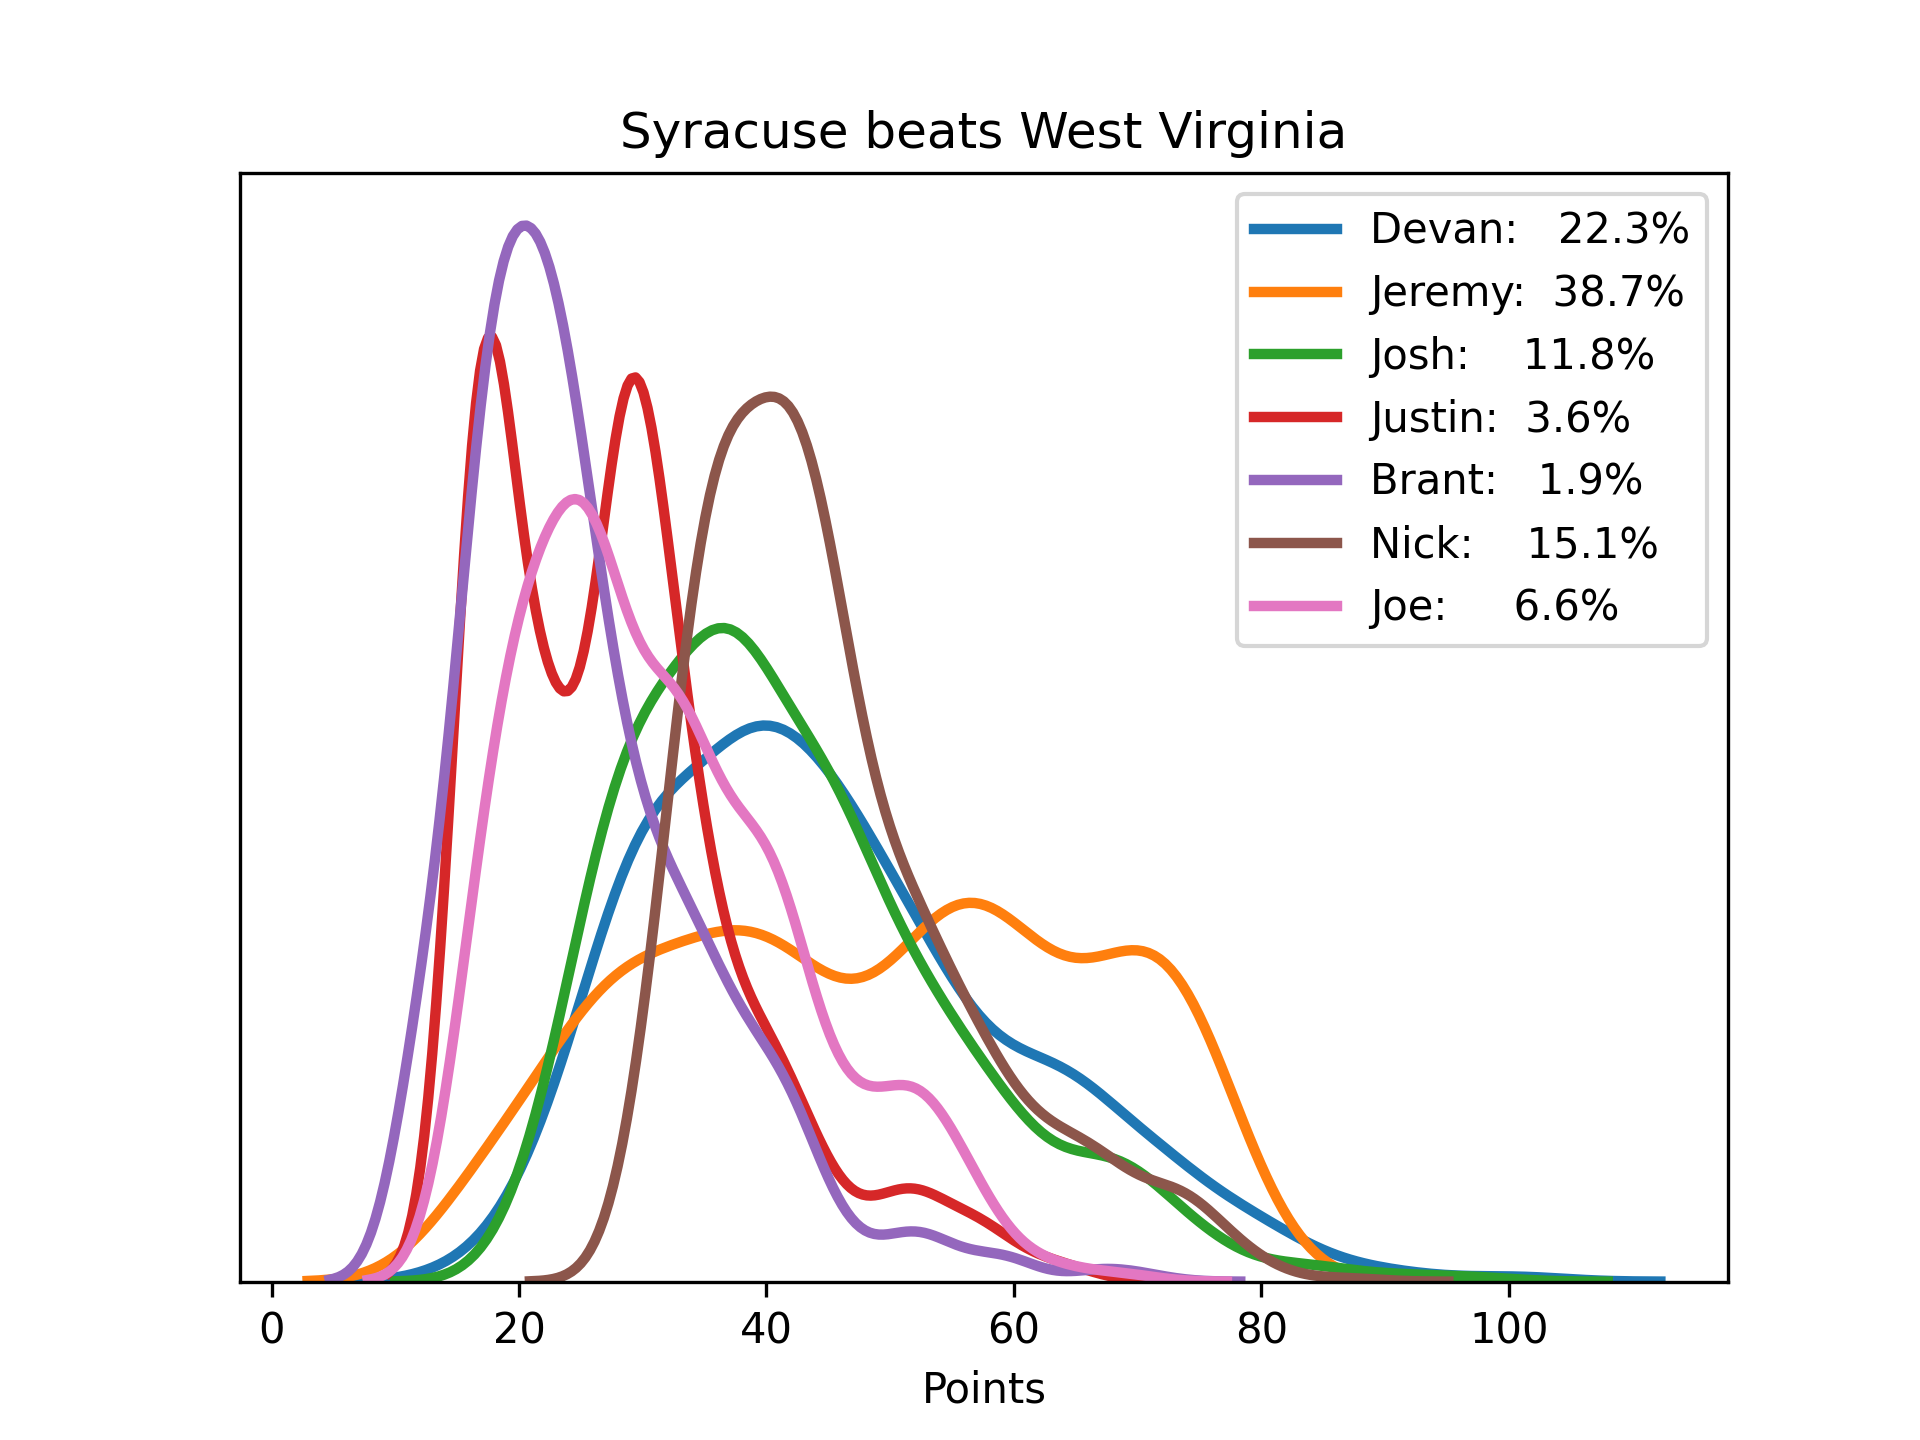 Syracuse beats West Virginia
Devan: 22.3%
Jeremy: 38.7%
Josh: 11.8%
Justin: 3.6%
Brant: 1.9%
Nick: 15.1%
Joe: 6.6%
0 20 40 60 80 100
Points